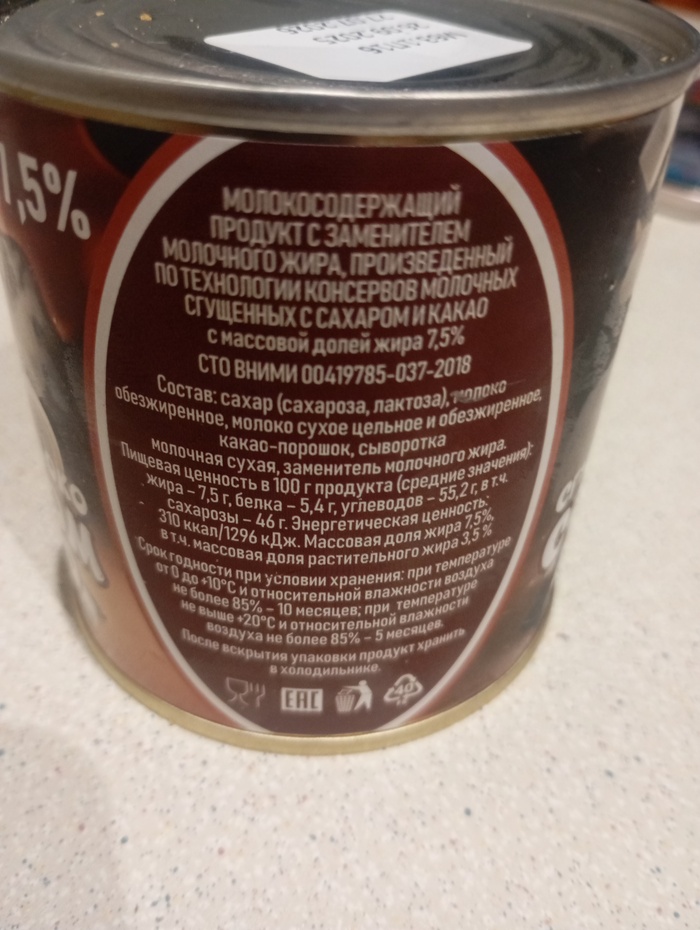 1,5%
МОЛОКОСОДЕРЖАЩИЙ
ПРОДУКТ С ЗАМЕНИТЕЛЕМ
МОЛОЧНОГО ЖИРА, ПРОИЗВЕДЕННЫЙ
ПО ТЕХНОЛОГИИ КОНСЕРВОВ МОЛОЧНЫХ
СГУЩЕННЫХ С САХАРОМ И КАКАО
с массовой долей жира 7,5%
СТО ВНИМИ 00419785-037-2018
Состав: сахар (сахароза, лактоза), молоко
обезжиренное, молоко сухое цельное и обезжиренное,
какао-порошок, сыворотка
молочная сухая, заменитель молочного жира.
Пищевая ценность в 100 г продукта (средние значения):
жира – 7,5 г, белка – 5,4 г, углеводов – 55,2 г, в т.ч.
сахарозы – 46 г. Энергетическая ценность:
310 ккал/1296 кДж. Массовая доля жира 7,5%,
в т.ч. массовая доля растительного жира 3,5 %
Срок годности при условии хранения: при температуре
от 0 до +10°С и относительной влажности воздуха
не более 85% – 10 месяцев; при температуре
не выше +20°С и относительной влажности
воздуха не более 85% – 5 месяцев.
После вскрытия упаковки продукт хранить
в холодильнике.
EAC
40